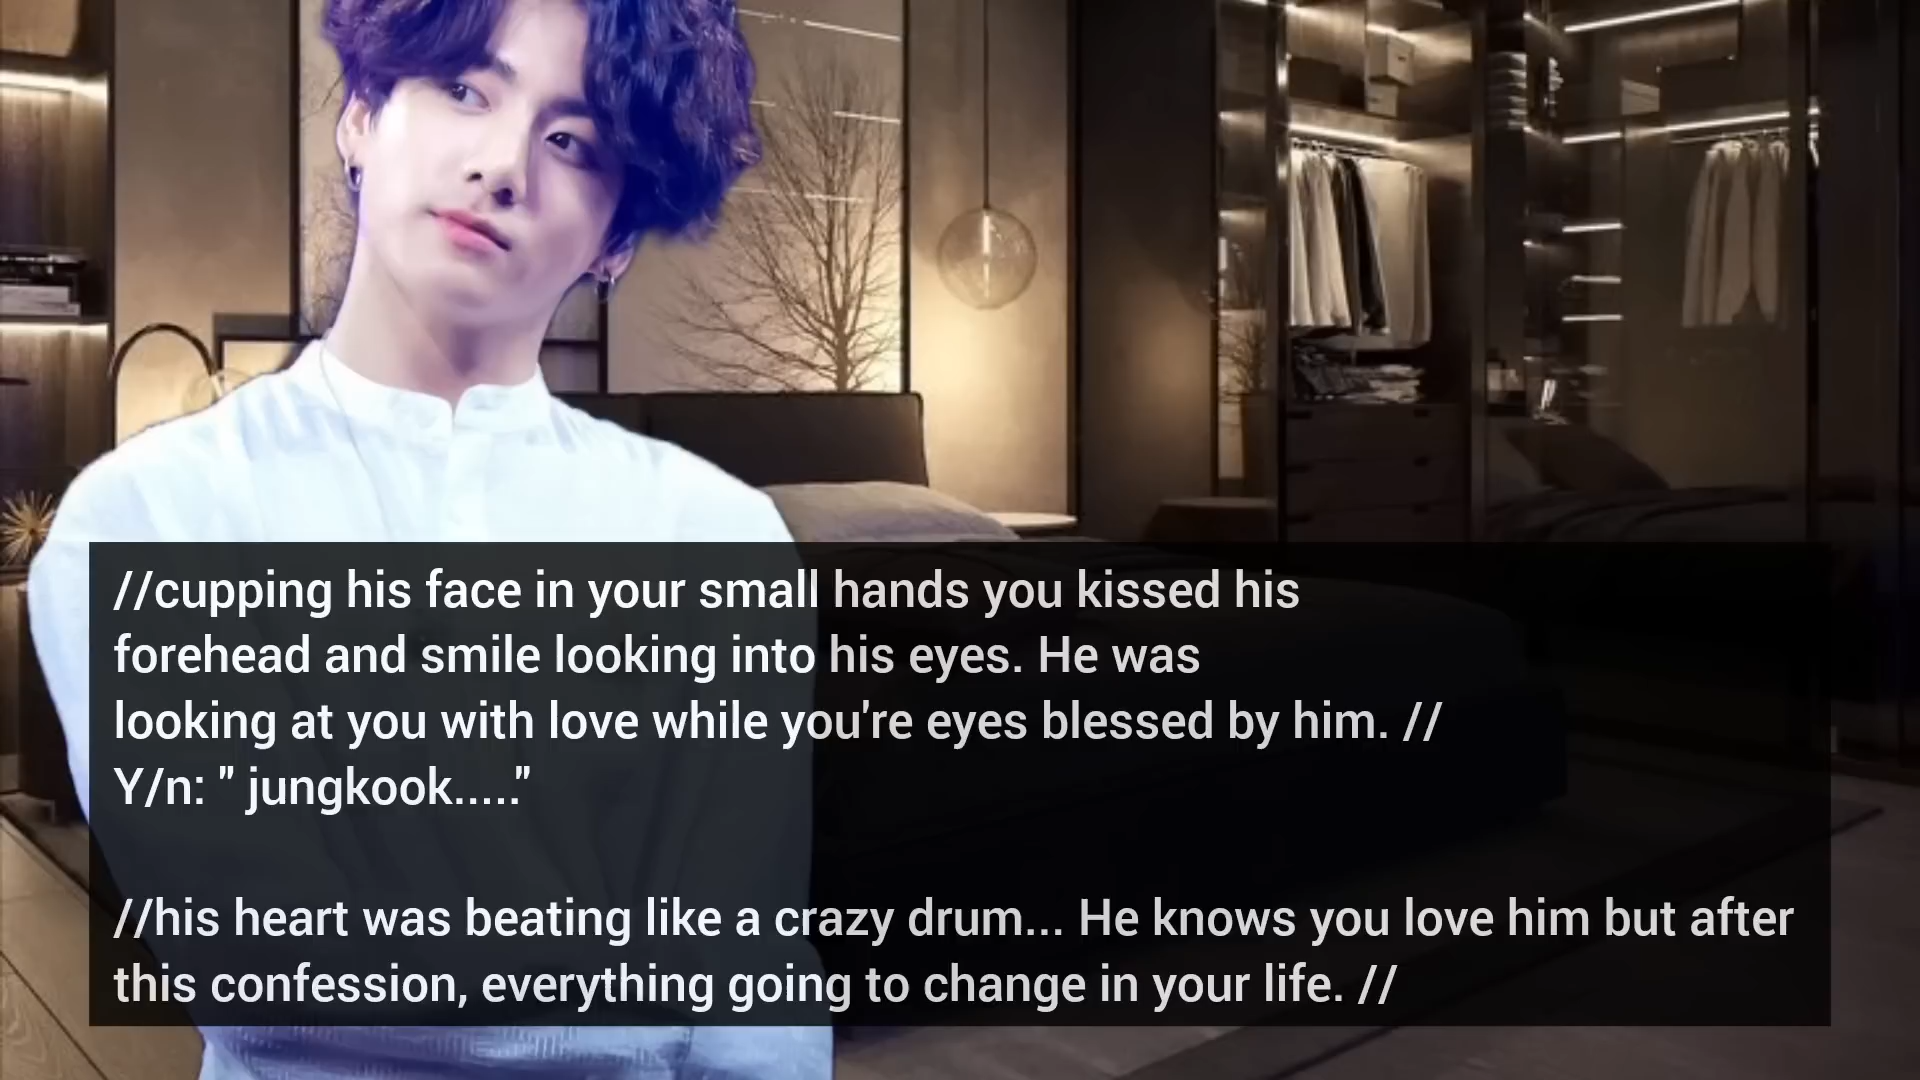 //cupping his face in your small hands you kissed his
forehead and smile looking into his eyes. He was
looking at you with love while you're eyes blessed by him. //
Y/n: " jungkook....."
//his heart was beating like a crazy drum... He knows you love him but after
this confession, everything going to change in your life. //